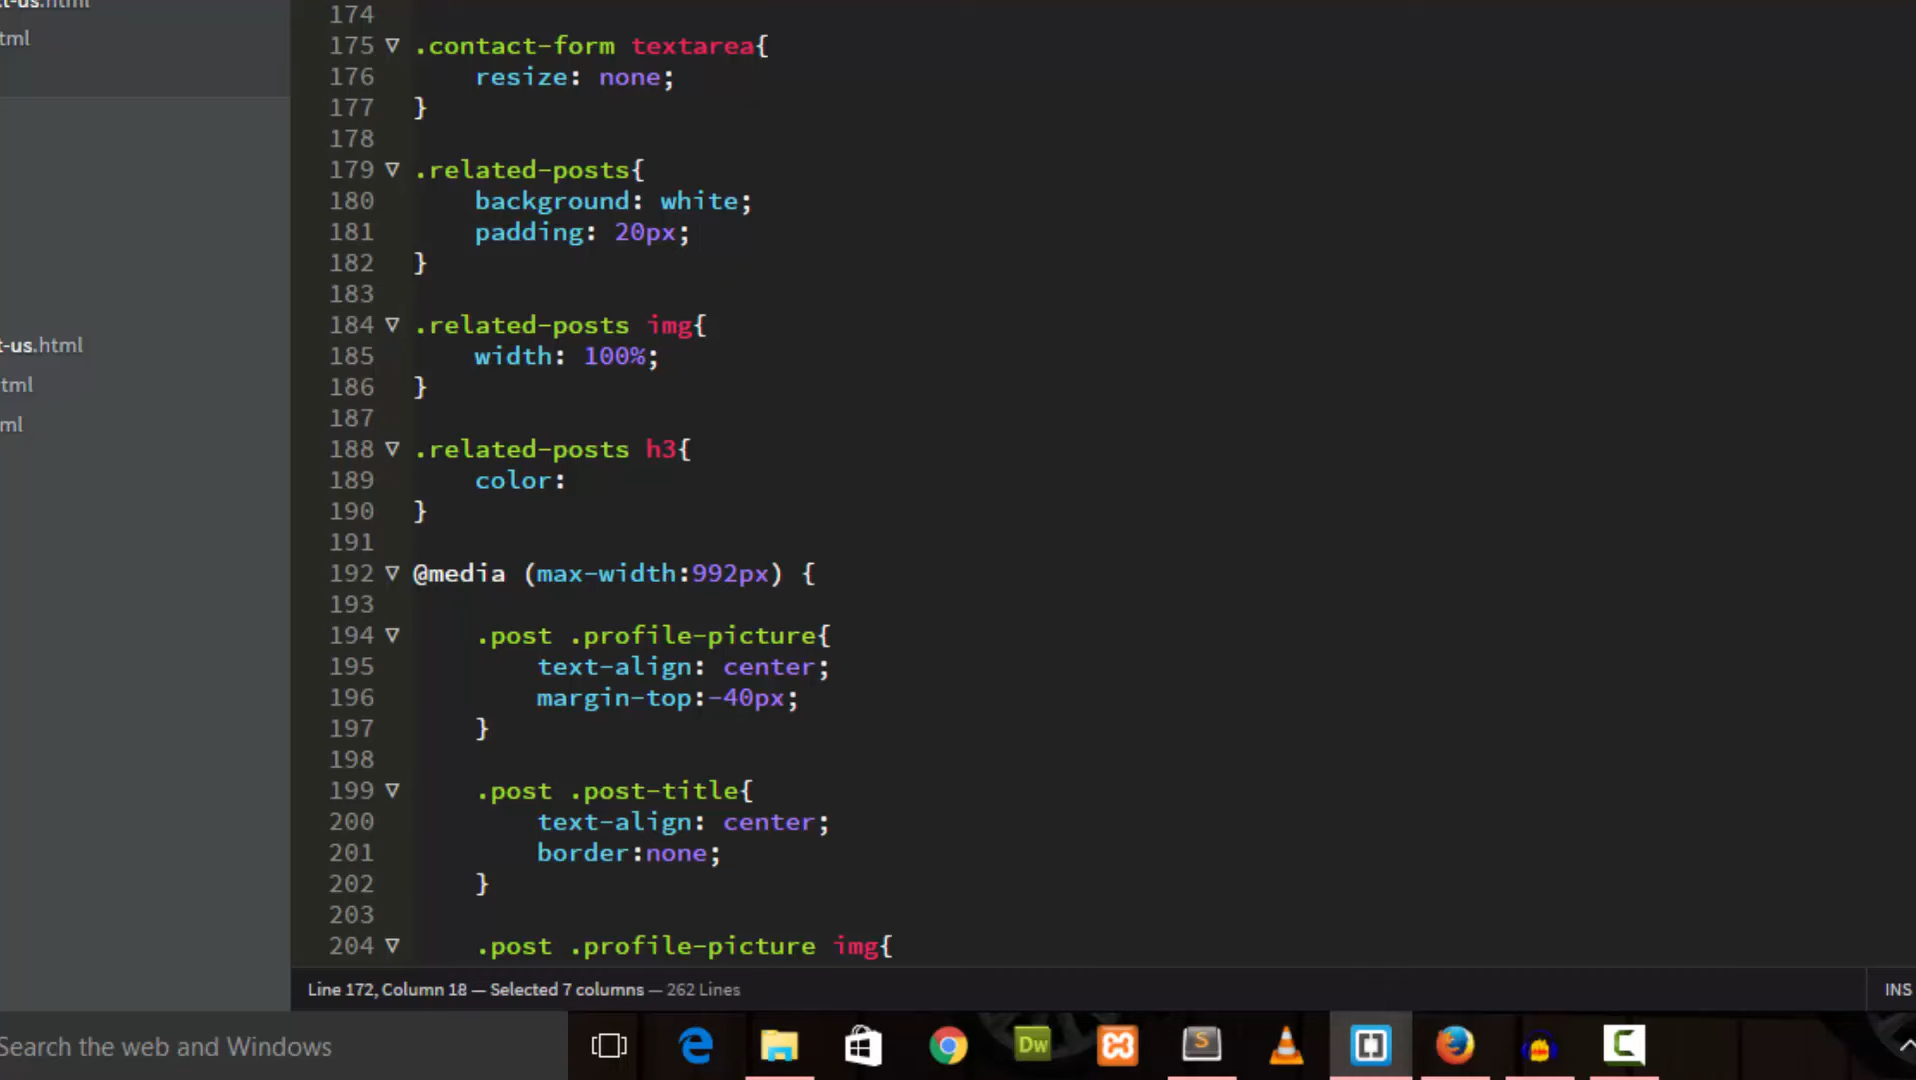 t-us.html
tml
t-us.html
tml
ml
174
175 .contact-form textarea{
176 resize: none;
177 }
178
179 .related-posts{
180 background: white;
181 padding: 20px;
182 }
183
184 .related-posts img{
185 width: 100%;
186 }
187
188 .related-posts h3{
189 color:
190 }
191
192 @media (max-width:992px) {
193
194 .post .profile-picture{
195 text-align: center;
196 margin-top:-40px;
197 }
198
199 .post .post-title{
200 text-align: center;
201 border:none;
202 }
203
204 .post .profile-picture img{
Line 172, Column 18 — Selected 7 columns — 262 Lines
INS
Search the web and Windows
Dw
S